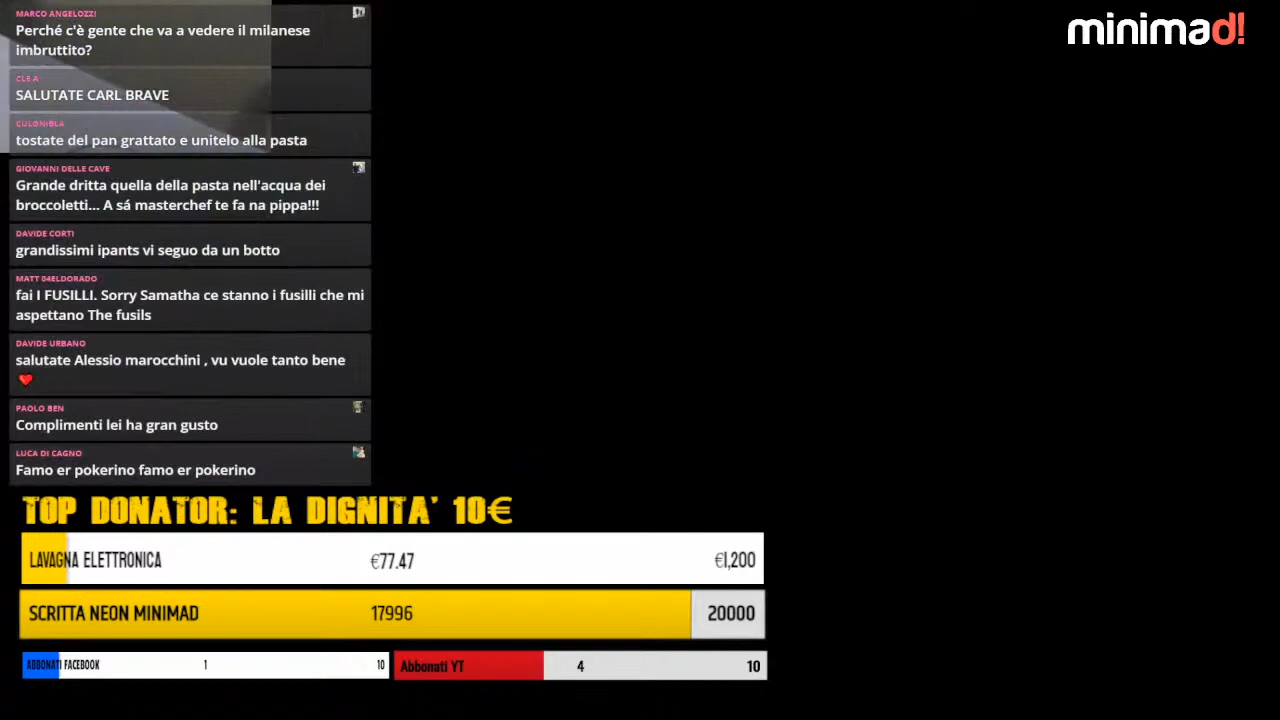 MARCO ANGELOZZI
Perché c'è gente che va a vedere il milanese
imbruttito?
CLE A
SALUTATE CARL BRAVE
CULONIBLA
tostate del pan grattato e unitelo alla pasta
GIOVANNI DELLE CAVE
Grande dritta quella della pasta nell'acqua dei
broccoletti... A sá masterchef te fa na pippa!!!
DAVIDE CORTI
grandissimi ipants vi seguo da un botto
MATT 04ELDORADO
fai I FUSILLI. Sorry Samatha ce stanno i fusilli che mi
aspettano The fusils
DAVIDE URBANO
salutate Alessio marocchini , vu vuole tanto bene
❤
PAOLO BEN
Complimenti lei ha gran gusto
LUCA DI CAGNO
Famo er pokerino famo er pokerino
TOP DONATOR: LA DIGNITA' 10€
LAVAGNA ELETTRONICA €77.47 €1,200
SCRITTA NEON MINIMAD 17996 20000
ABBONATI FACEBOOK 1 10
Abbonati YT 4 10
minimad!